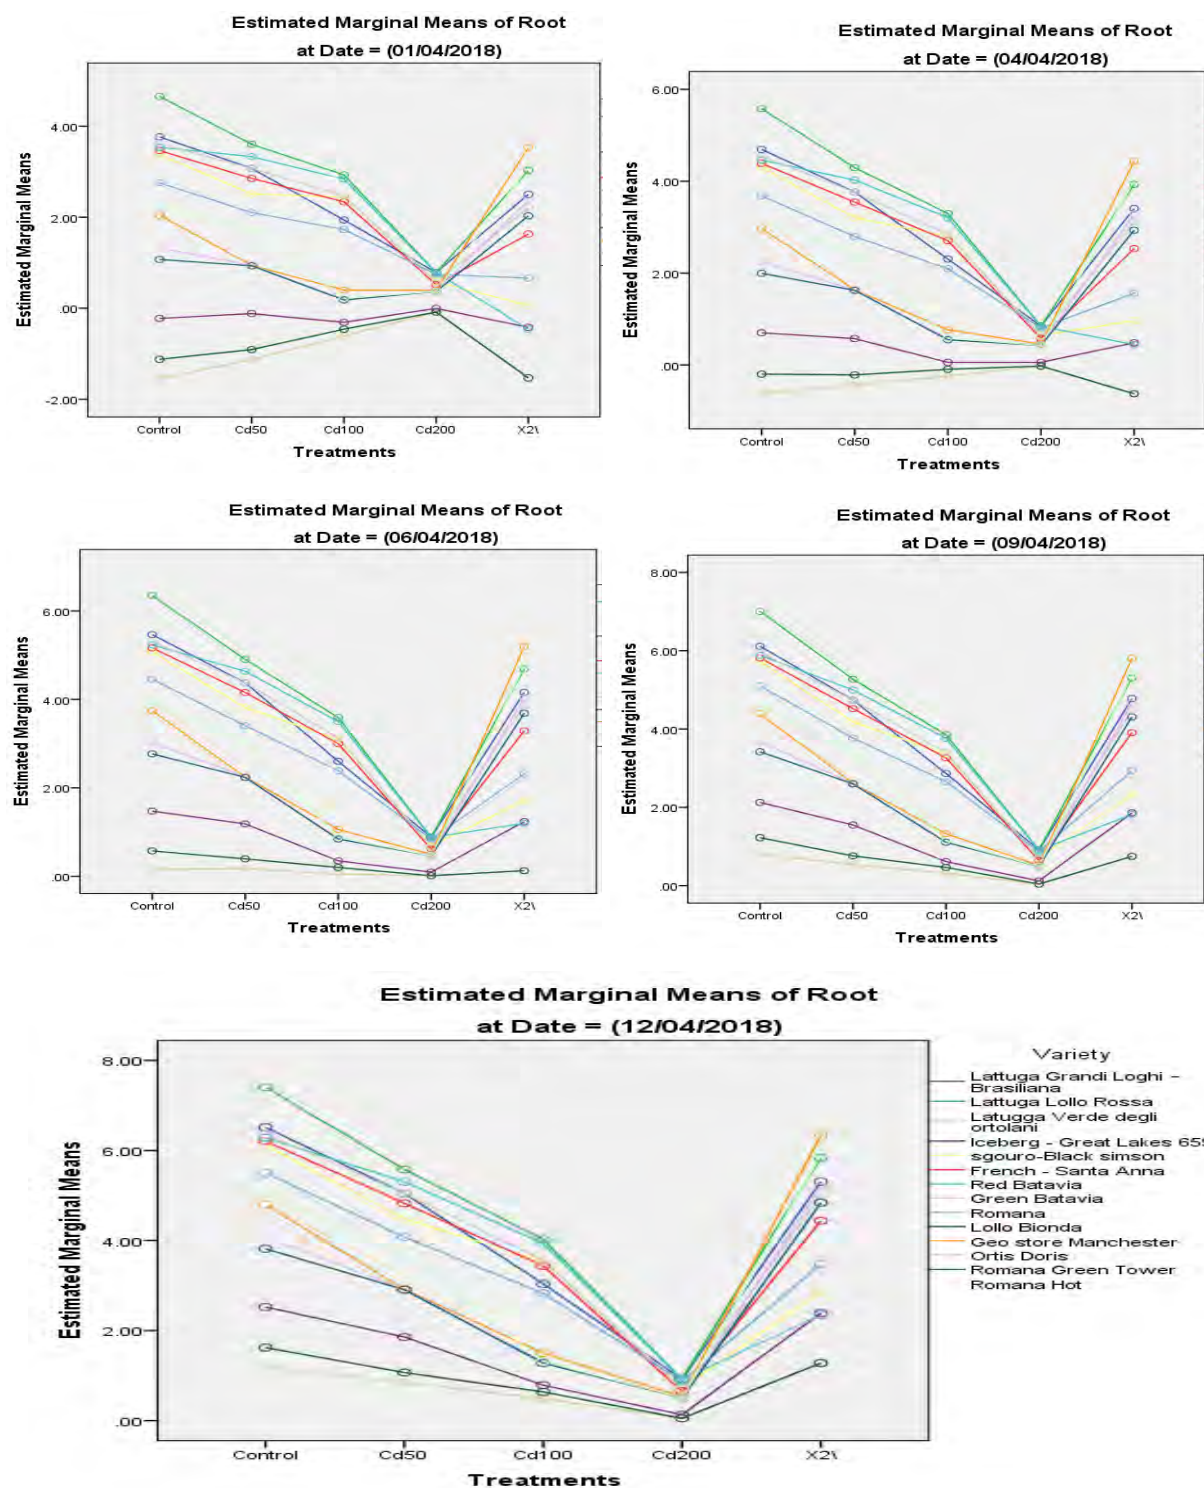 Estimated Marginal Means of Root
at Date = (01/04/2018)
Estimated Marginal Means
4.00
2.00
.00
-2.00
Control Cd50 Cd100 Cd200 X2\
Treatments
Estimated Marginal Means of Root
at Date = (04/04/2018)
Estimated Marginal Means
6.00
4.00
2.00
.00
Control Cd50 Cd100 Cd200 X2\
Treatments
Estimated Marginal Means of Root
at Date = (06/04/2018)
Estimated Marginal Means
6.00
4.00
2.00
.00
Control Cd50 Cd100 Cd200 X2\
Treatments
Estimated Marginal Means of Root
at Date = (09/04/2018)
Estimated Marginal Means
8.00
6.00
4.00
2.00
.00
Control Cd50 Cd100 Cd200 X2\
Treatments
Estimated Marginal Means of Root
at Date = (12/04/2018)
Estimated Marginal Means
8.00
6.00
4.00
2.00
.00
Control Cd50 Cd100 Cd200 X2\
Treatments
Variety
Lattuga Grandi Loghi -
Brasiliana
Lattuga Lollo Rossa
Latugga Verde degli
ortolani
Iceberg - Great Lakes 659
sgouro-Black simson
French - Santa Anna
Red Batavia
Green Batavia
Romana
Lollo Bionda
Geo store Manchester
Ortis Doris
Romana Green Tower
Romana Hot